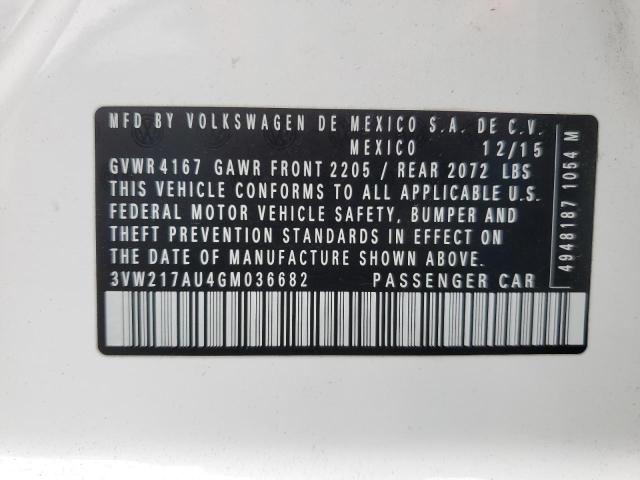 MFD BY VOLKSWAGEN DE MEXICO S.A. DE C.V.
MEXICO 12/15
GVWR 4167 GAWR FRONT 2205 / REAR 2072 LBS
THIS VEHICLE CONFORMS TO ALL APPLICABLE U.S.
FEDERAL MOTOR VEHICLE SAFETY, BUMPER AND
THEFT PREVENTION STANDARDS IN EFFECT ON
THE DATE OF MANUFACTURE SHOWN ABOVE.
3VW217AU4GM036682 PASSENGER CAR
4948187 1054 M